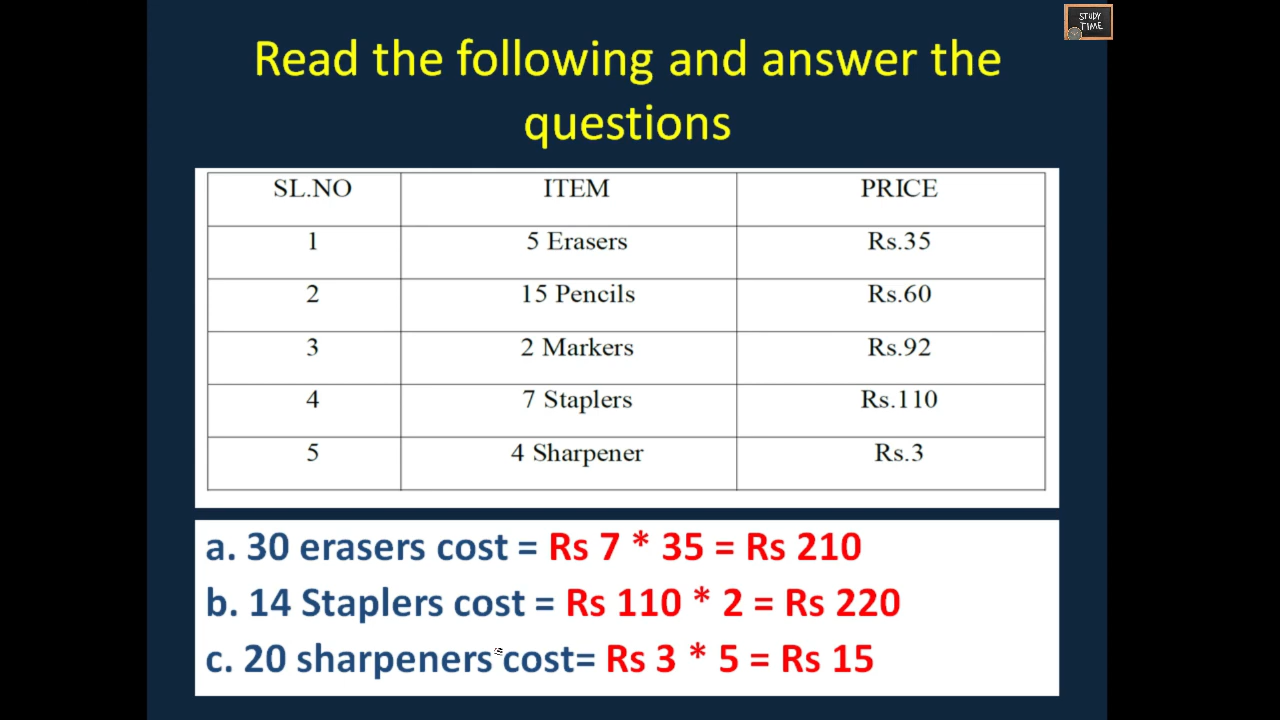 STUDY
TIME
Read the following and answer the
questions
SL.NO ITEM PRICE
1 5 Erasers Rs.35
2 15 Pencils Rs.60
3 2 Markers Rs.92
4 7 Staplers Rs.110
5 4 Sharpener Rs.3
a. 30 erasers cost = Rs 7 * 35 = Rs 210
b. 14 Staplers cost = Rs 110 * 2 = Rs 220
c. 20 sharpeners cost= Rs 3 * 5 = Rs 15